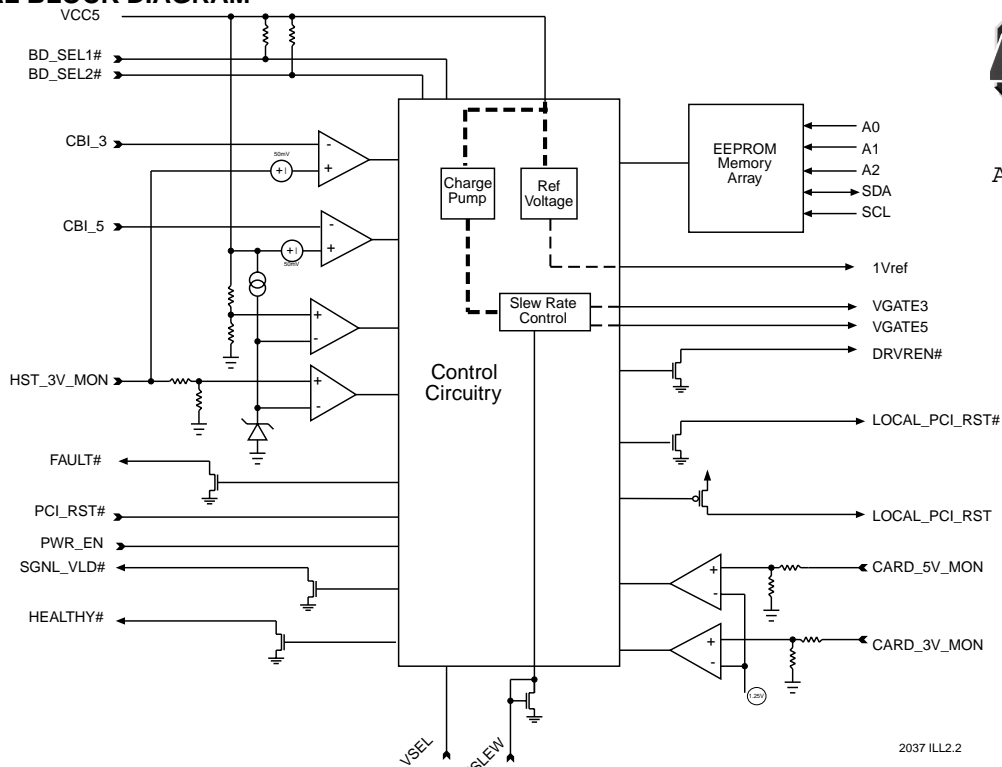 BLOCK DIAGRAM
VCC5
BD_SEL1#
BD_SEL2#
CBI_3
50mV
+ I
-
+
CBI_5
50mV
+ I
-
+
+
-
HST_3V_MON
+
-
FAULT#
PCI_RST#
PWR_EN
SGNL_VLD#
HEALTHY#
Charge
Pump
Ref
Voltage
Slew Rate
Control
Control
Circuitry
EEPROM
Memory
Array
A0
A1
A2
SDA
SCL
1Vref
VGATE3
VGATE5
DRVREN#
LOCAL_PCI_RST#
LOCAL_PCI_RST
CARD_5V_MON
+
-
CARD_3V_MON
+
-
1.25V
VSEL
SLEW
2037 ILL2.2
A